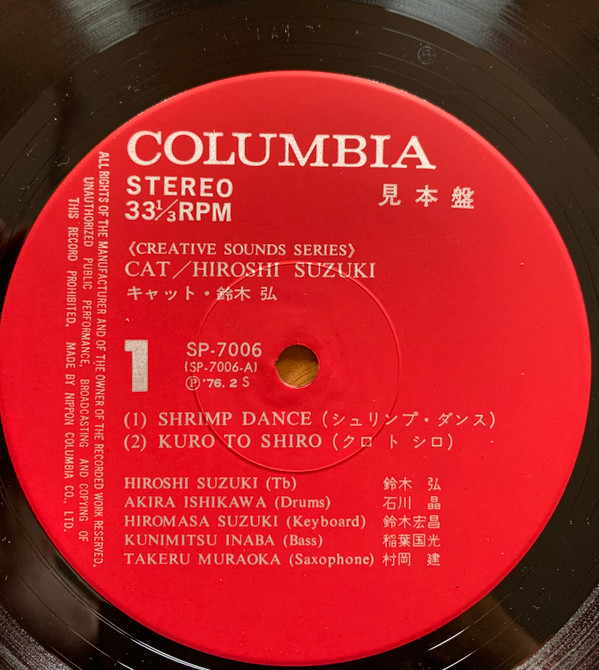 COLUMBIA
STEREO
33⅓RPM
見本盤
《CREATIVE SOUNDS SERIES》
CAT／HIROSHI SUZUKI
キャット・鈴木 弘
1
SP-7006
(SP-7006-A)
Ⓟ'76. 2 S
(1) SHRIMP DANCE (シュリンプ・ダンス)
(2) KURO TO SHIRO (クロ ト シロ)
HIROSHI SUZUKI (Tb) 鈴木 弘
AKIRA ISHIKAWA (Drums) 石川 晶
HIROMASA SUZUKI (Keyboard) 鈴木宏昌
KUNIMITSU INABA (Bass) 稲葉国光
TAKERU MURAOKA (Saxophone) 村岡 建
ALL RIGHTS OF THE MANUFACTURER AND OF THE OWNER OF THE RECORDED WORK RESERVED.
UNAUTHORIZED PUBLIC PERFORMANCE, BROADCASTING AND COPYING OF
THIS RECORD PROHIBITED. MADE BY NIPPON COLUMBIA CO., LTD.